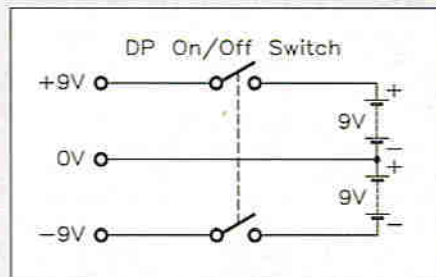 DP On/Off Switch
+9V
+
9V
−
0V
+
9V
−
−9V